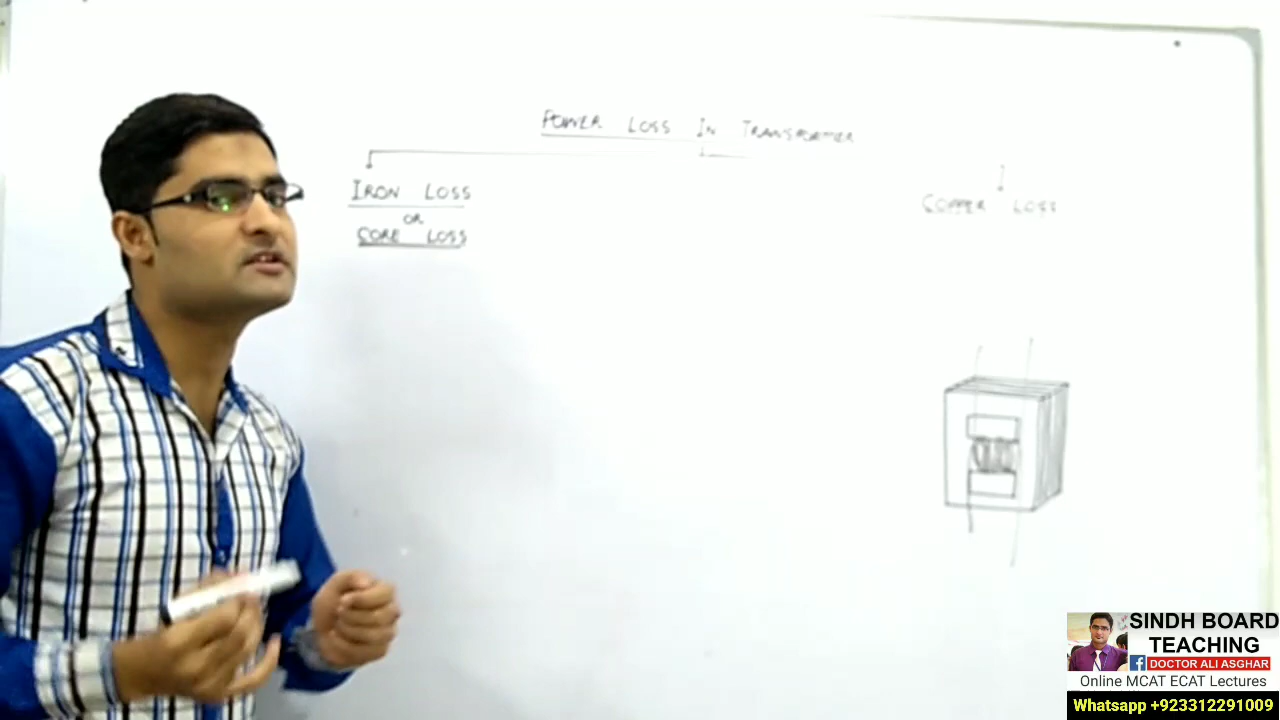 POWER LOSS IN TRANSFORMER
IRON LOSS
OR
CORE LOSS
COPPER LOSS
SINDH BOARD
TEACHING
f DOCTOR ALI ASGHAR
Online MCAT ECAT Lectures
Whatsapp +923312291009